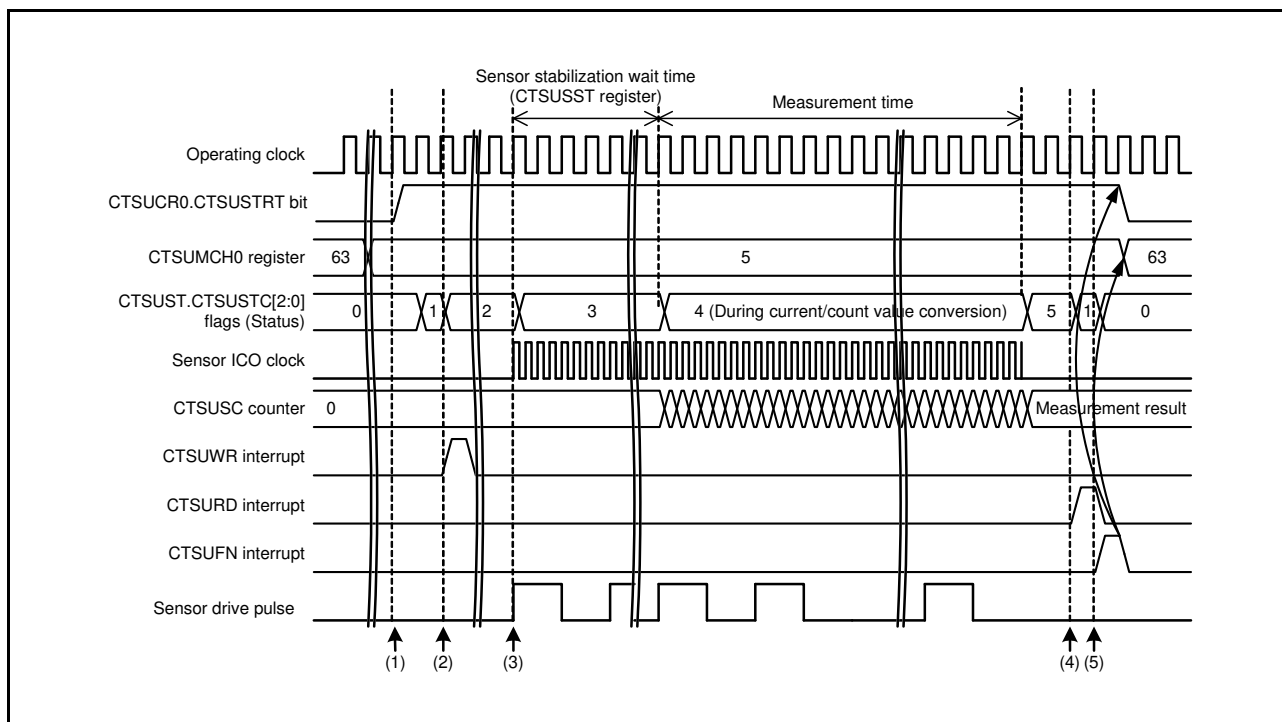 Sensor stabilization wait time
(CTSUSST register)
Measurement time
Operating clock
CTSUCR0.CTSUSTRT bit
CTSUMCH0 register
63
5
63
CTSUST.CTSUSTC[2:0]
flags (Status)
0
1
2
3
4 (During current/count value conversion)
5
1
0
Sensor ICO clock
CTSUSC counter
0
Measurement result
CTSUWR interrupt
CTSURD interrupt
CTSUFN interrupt
Sensor drive pulse
(1)
(2)
(3)
(4)
(5)